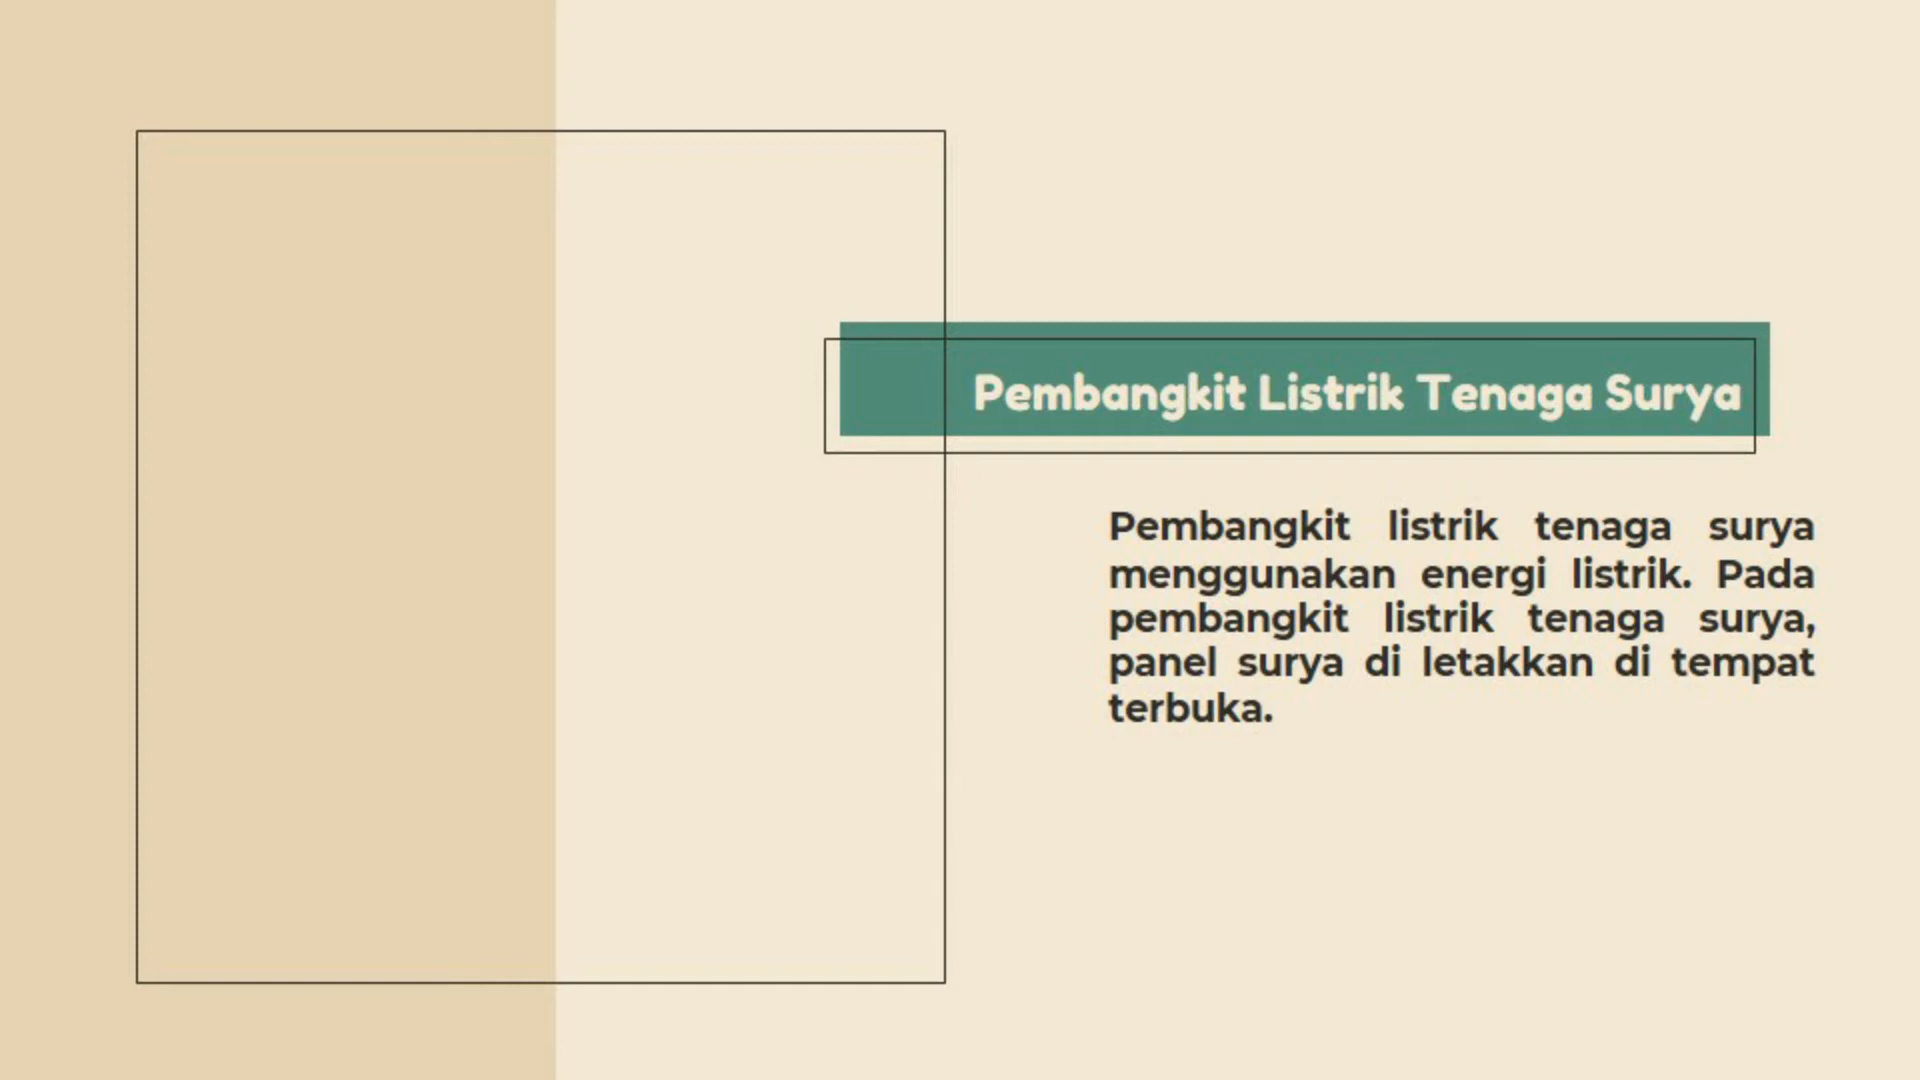 Pembangkit Listrik Tenaga Surya
Pembangkit listrik tenaga surya
menggunakan energi listrik. Pada
pembangkit listrik tenaga surya,
panel surya di letakkan di tempat
terbuka.